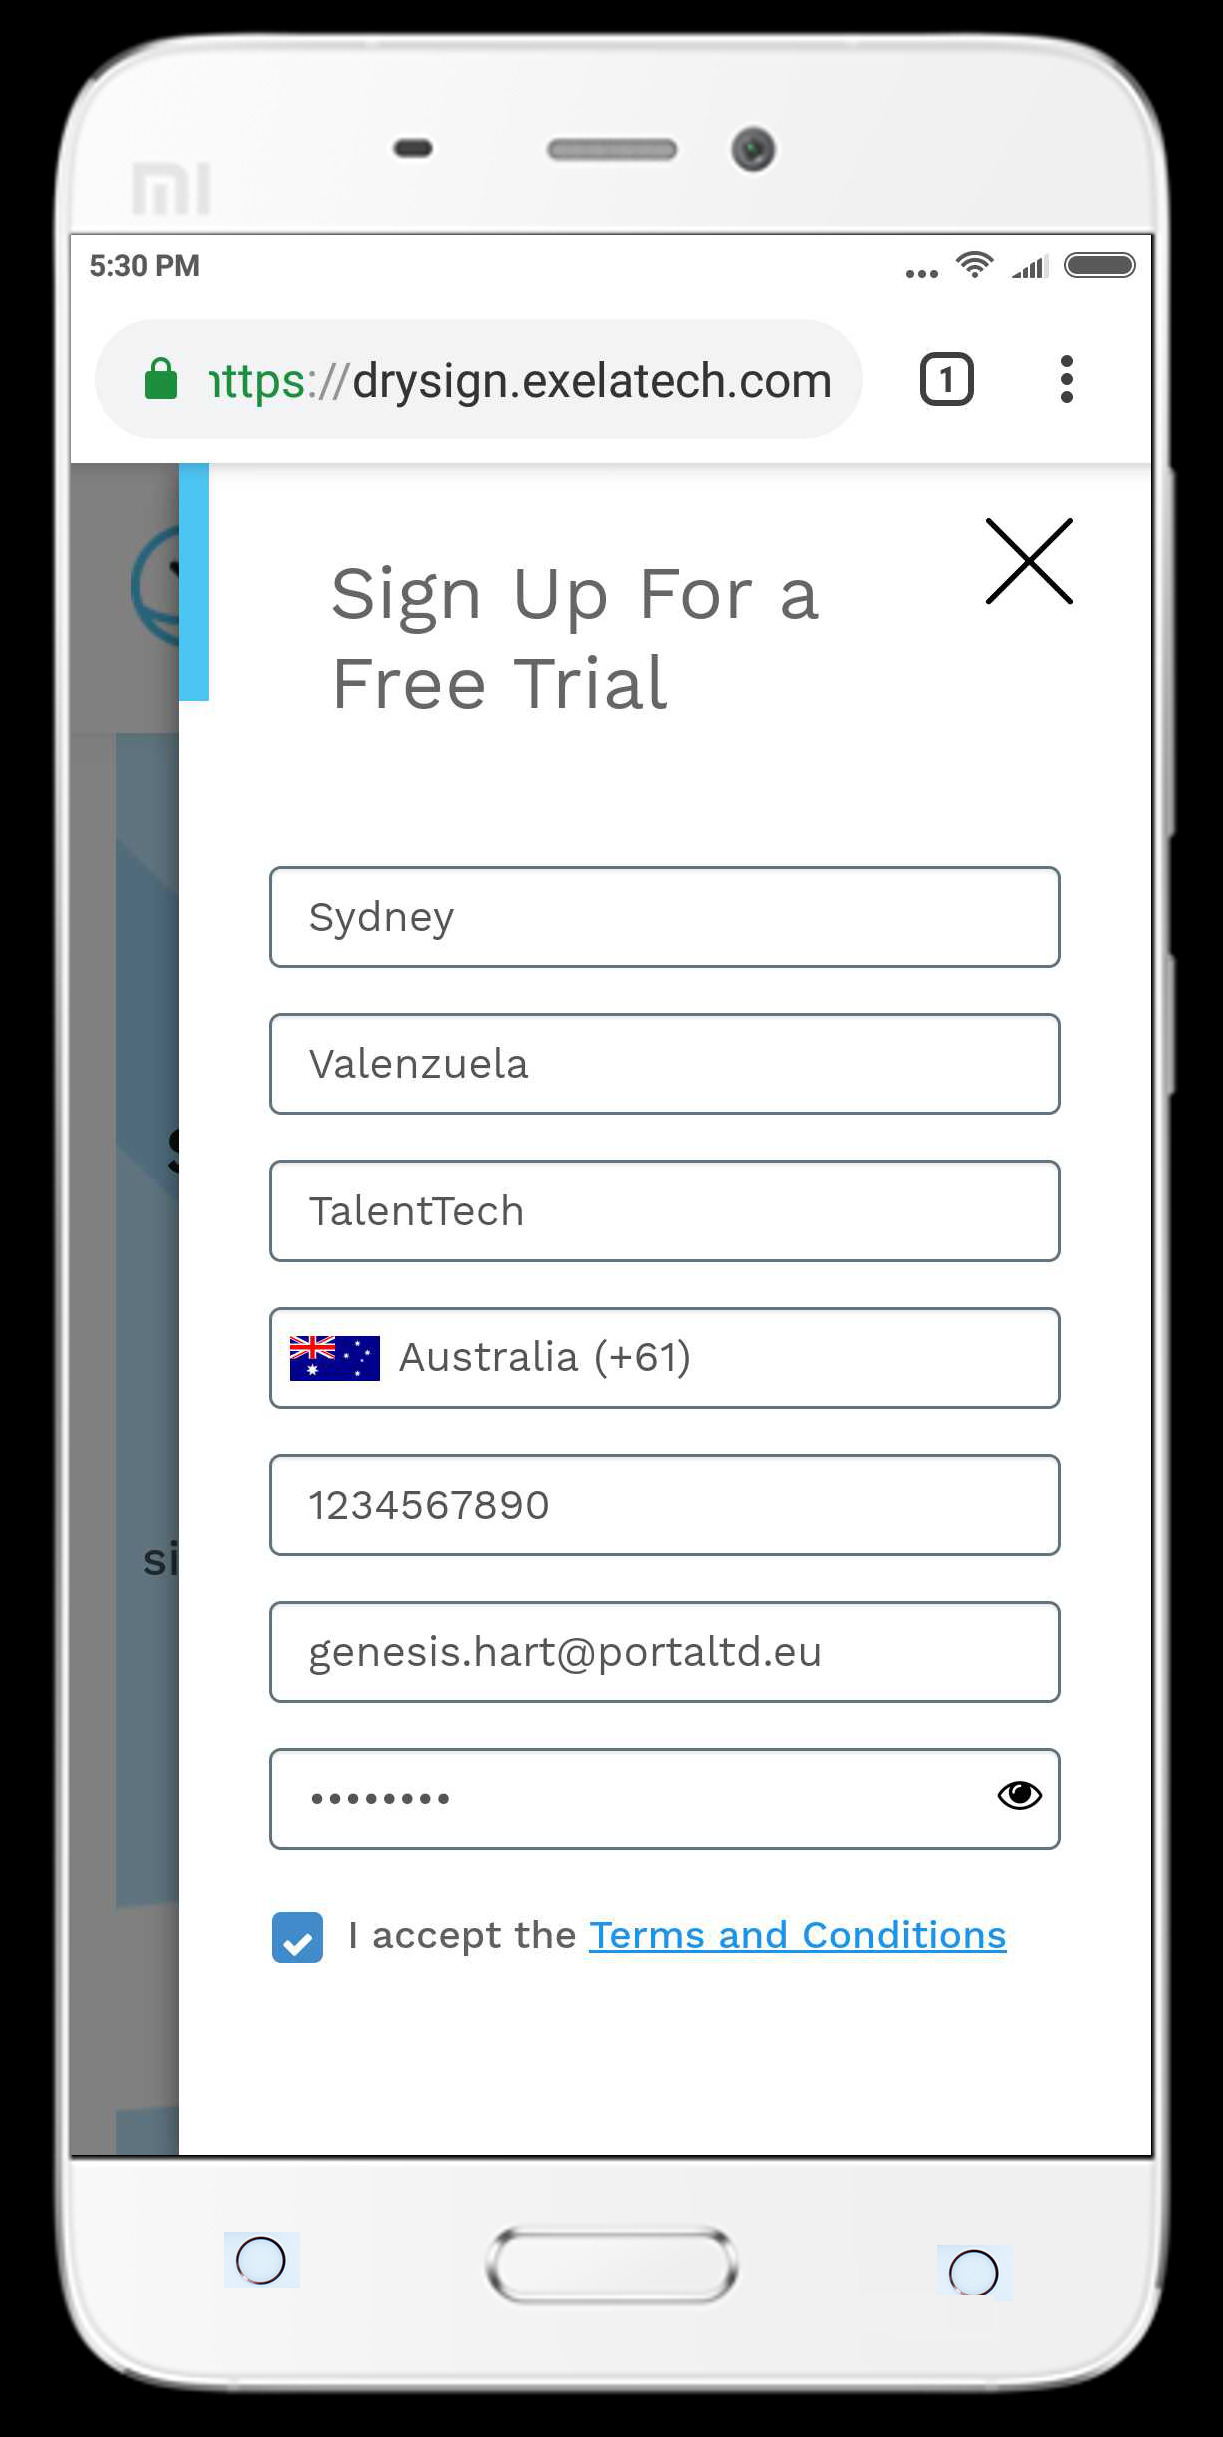 MI
5:30 PM
https://drysign.exelatech.com
1
Sign Up For a
Free Trial
Sydney
Valenzuela
TalentTech
Australia (+61)
1234567890
genesis.hart@portaltd.eu
••••••••
I accept the Terms and Conditions
si